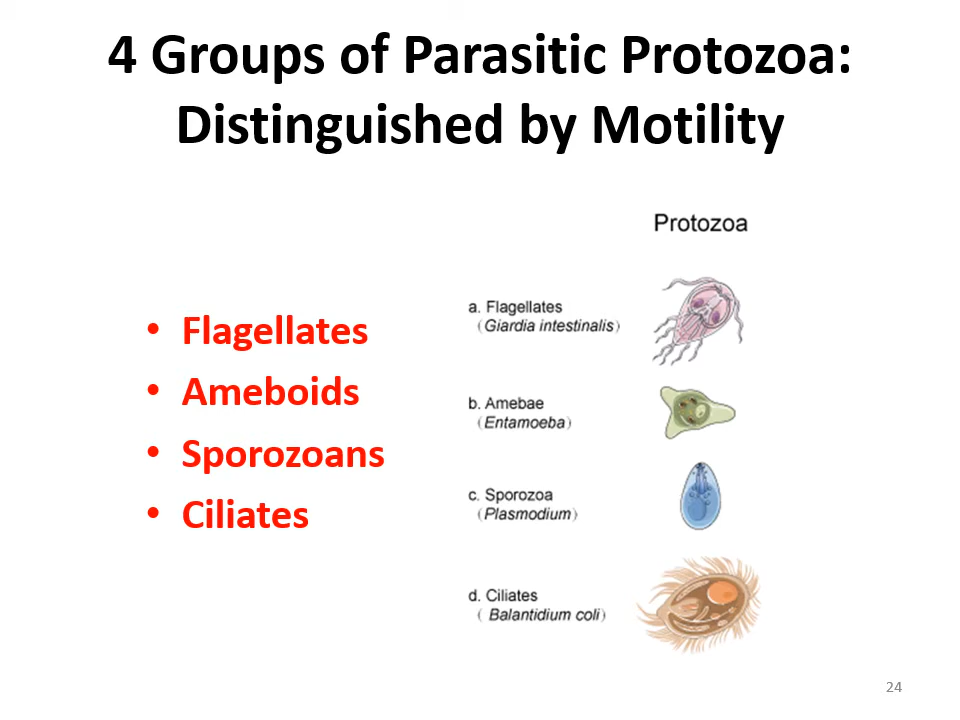 4 Groups of Parasitic Protozoa:
Distinguished by Motility
• Flagellates
• Ameboids
• Sporozoans
• Ciliates
Protozoa
a. Flagellates
(Giardia intestinalis)
b. Amebae
(Entamoeba)
c. Sporozoa
(Plasmodium)
d. Ciliates
( Balantidium coli)
24